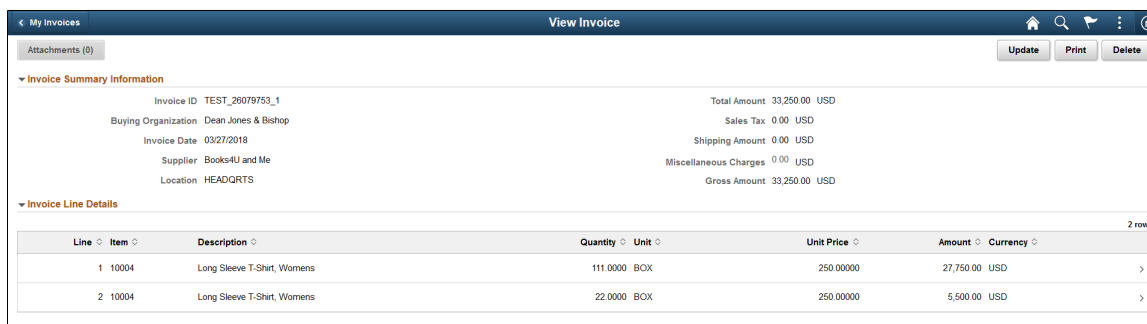 My Invoices View Invoice
Attachments (0) Update Print Delete
Invoice Summary Information
Invoice ID TEST_26079753_1 Total Amount 33,250.00 USD
Buying Organization Dean Jones & Bishop Sales Tax 0.00 USD
Invoice Date 03/27/2018 Shipping Amount 0.00 USD
Supplier Books4U and Me Miscellaneous Charges 0.00 USD
Location HEADQRTS Gross Amount 33,250.00 USD
Invoice Line Details
2 row
Line Item Description Quantity Unit Unit Price Amount Currency
1 10004 Long Sleeve T-Shirt, Womens 111.0000 BOX 250.00000 27,750.00 USD
2 10004 Long Sleeve T-Shirt, Womens 22.0000 BOX 250.00000 5,500.00 USD